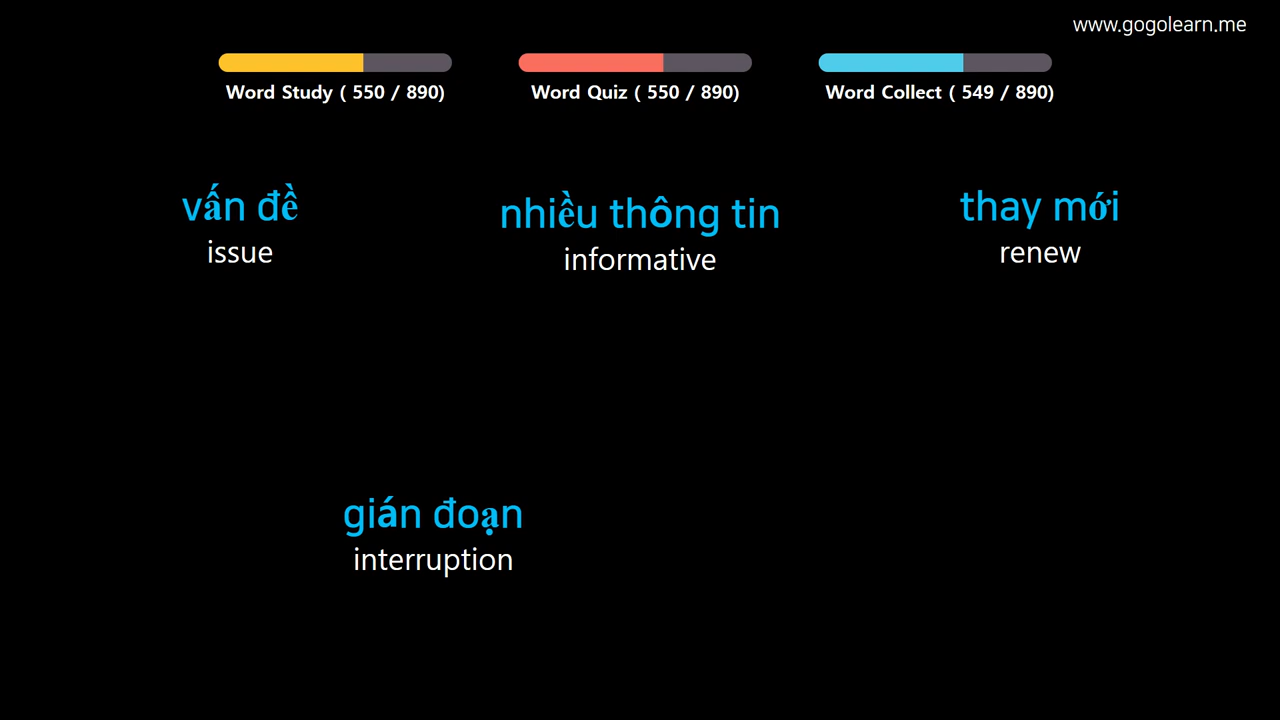 www.gogolearn.me
Word Study ( 550 / 890)
Word Quiz ( 550 / 890)
Word Collect ( 549 / 890)
vấn đề
issue
nhiều thông tin
informative
thay mới
renew
gián đoạn
interruption